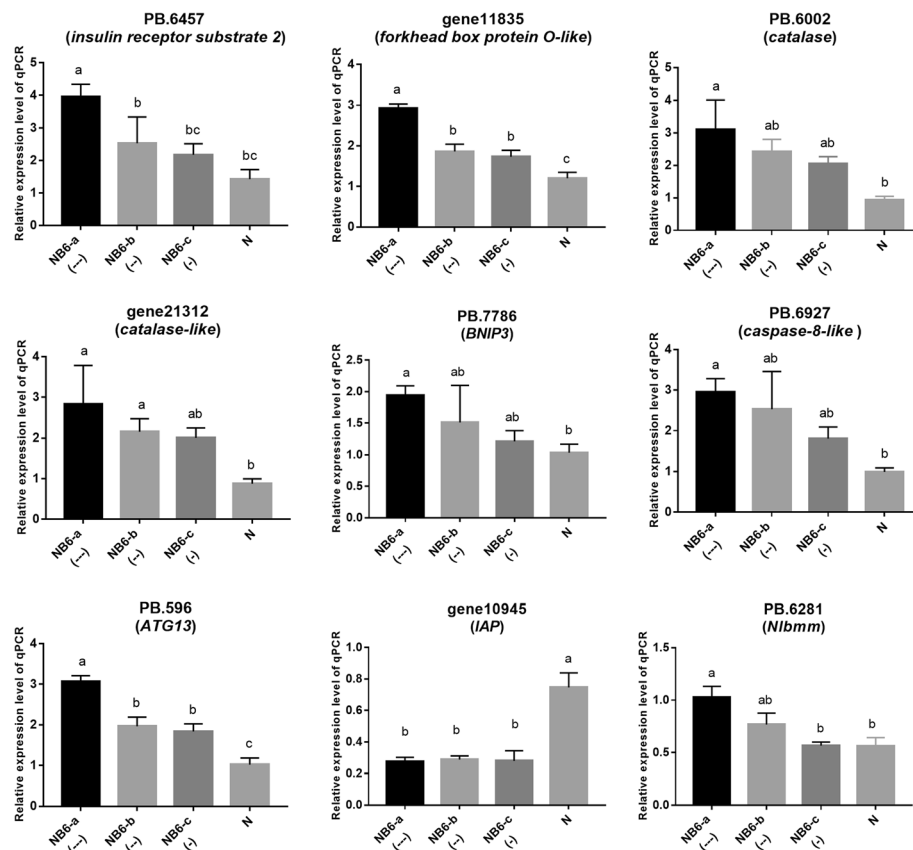 PB.6457
(insulin receptor substrate 2)
Relative expression level of qPCR
5
4
3
2
1
0
a
b
bc
bc
NB6-a
(---)
NB6-b
(--)
NB6-c
(-)
N
gene11835
(forkhead box protein O-like)
Relative expression level of qPCR
4
3
2
1
0
a
b
b
c
NB6-a
(---)
NB6-b
(--)
NB6-c
(-)
N
PB.6002
(catalase)
Relative expression level of qPCR
5
4
3
2
1
0
a
ab
ab
b
NB6-a
(---)
NB6-b
(--)
NB6-c
(-)
N
gene21312
(catalase-like)
Relative expression level of qPCR
4
3
2
1
0
a
a
ab
b
NB6-a
(---)
NB6-b
(--)
NB6-c
(-)
N
PB.7786
(BNIP3)
Relative expression level of qPCR
2.5
2.0
1.5
1.0
0.5
0.0
a
ab
ab
b
NB6-a
(---)
NB6-b
(--)
NB6-c
(-)
N
PB.6927
(caspase-8-like )
Relative expression level of qPCR
4
3
2
1
0
a
ab
ab
b
NB6-a
(---)
NB6-b
(--)
NB6-c
(-)
N
PB.596
(ATG13)
Relative expression level of qPCR
4
3
2
1
0
a
b
b
c
NB6-a
(---)
NB6-b
(--)
NB6-c
(-)
N
gene10945
(IAP)
Relative expression level of qPCR
1.0
0.8
0.6
0.4
0.2
0.0
b
b
b
a
NB6-a
(---)
NB6-b
(--)
NB6-c
(-)
N
PB.6281
(Nlbmm)
Relative expression level of qPCR
1.5
1.0
0.5
0.0
a
ab
b
b
NB6-a
(---)
NB6-b
(--)
NB6-c
(-)
N